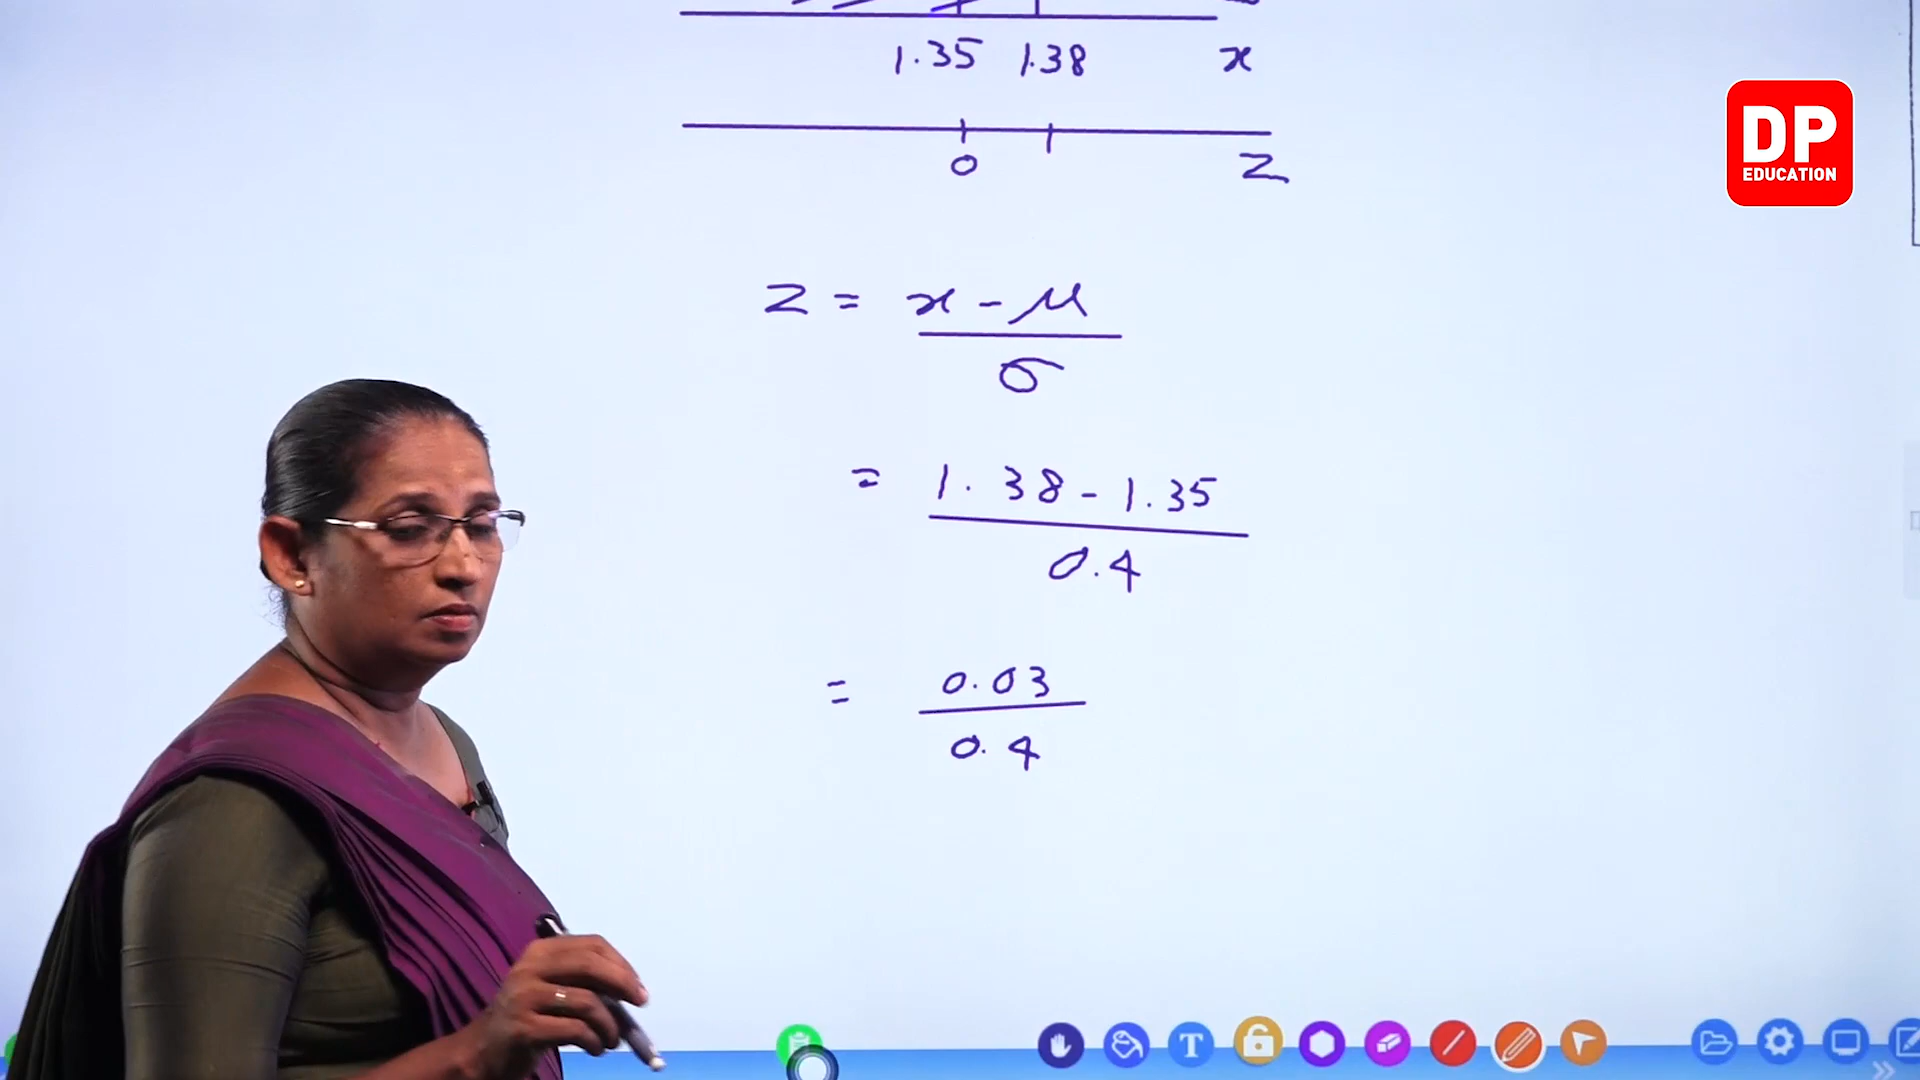 1.35 1.38 x
0 Z
DP
EDUCATION
Z = x - μ
σ
= 1.38 - 1.35
0.4
= 0.03
0.4
T